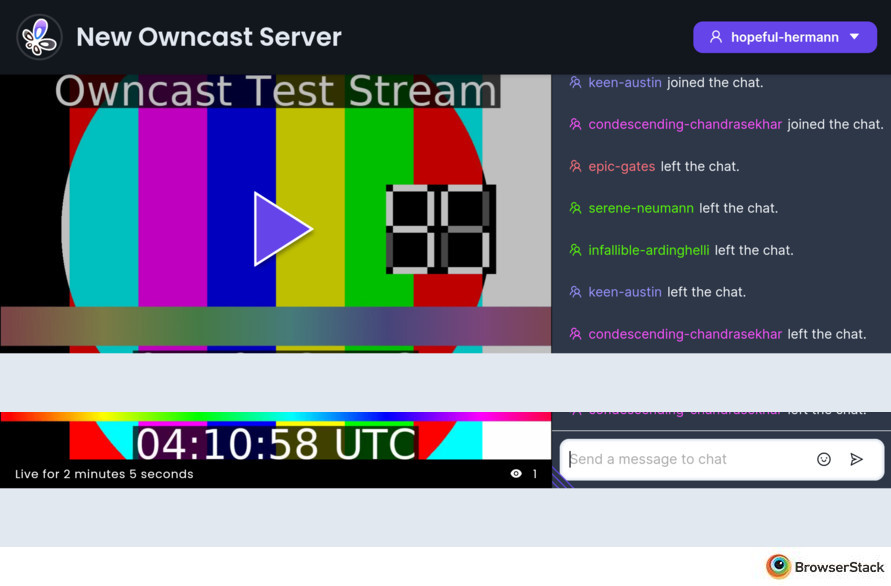 New Owncast Server
hopeful-hermann
Owncast Test Stream
keen-austin joined the chat.
condescending-chandrasekhar joined the chat.
epic-gates left the chat.
serene-neumann left the chat.
infallible-ardinghelli left the chat.
keen-austin left the chat.
condescending-chandrasekhar left the chat.
condescending-chandrasekhar left the chat.
04:10:58 UTC
Send a message to chat
Live for 2 minutes 5 seconds
1
BrowserStack